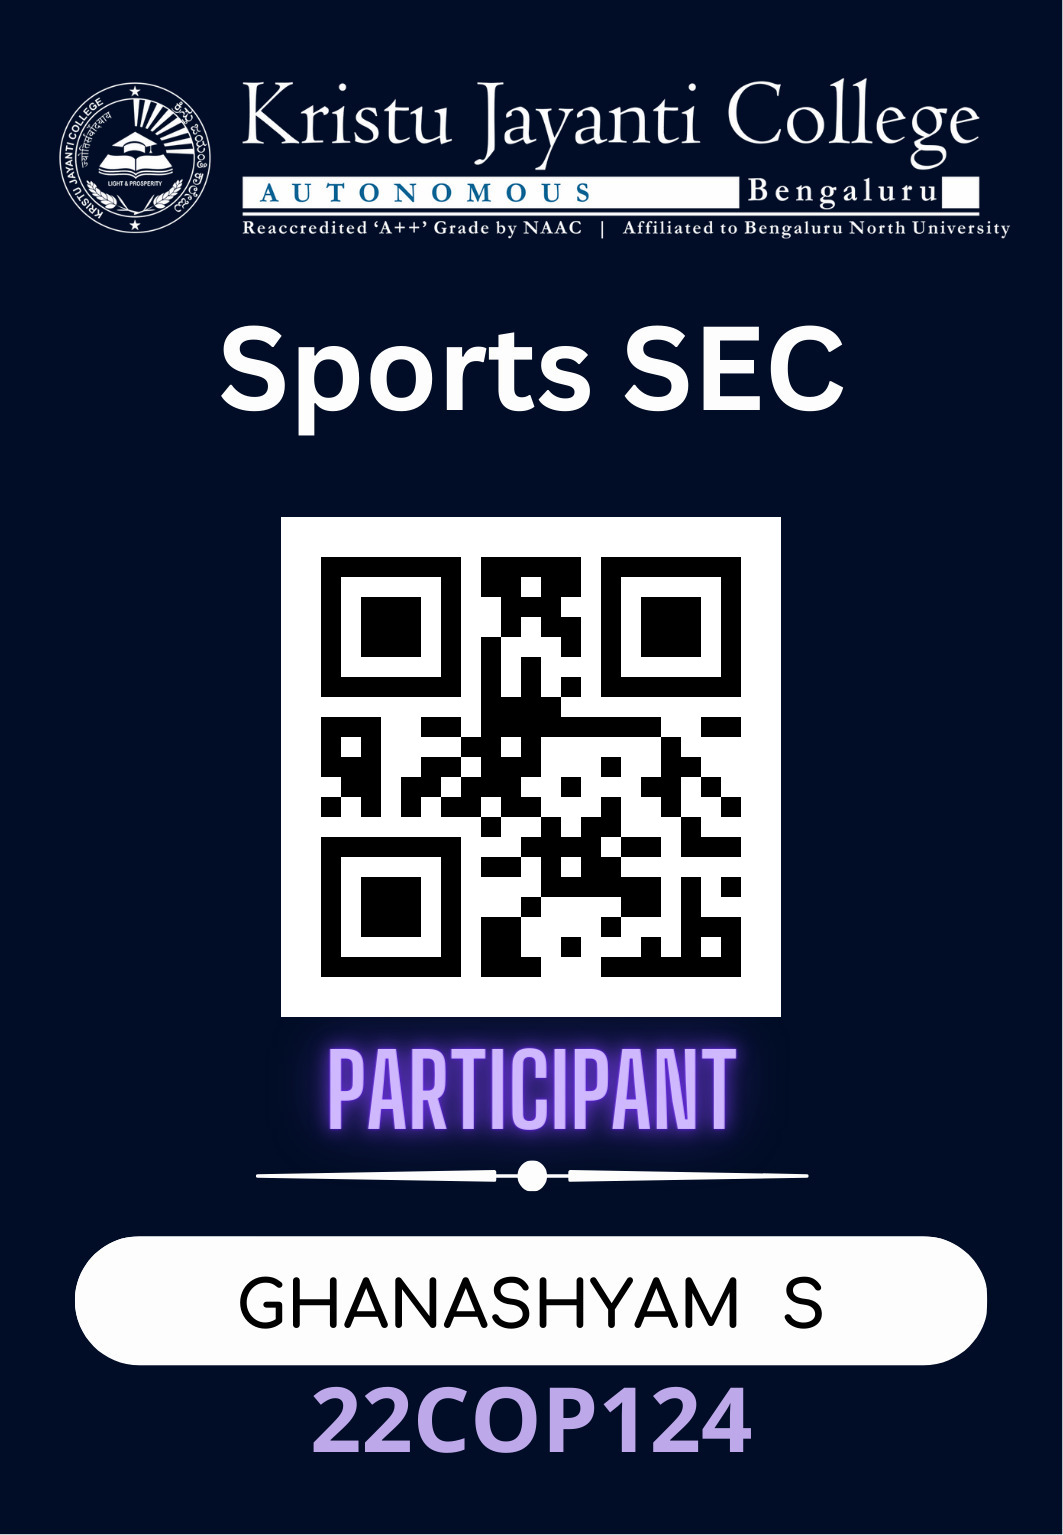 KRISTU JAYANTI COLLEGE
ಕ್ರಿಸ್ತು ಜಯಂತಿ ಕಾಲೇಜು
LIGHT & PROSPERITY
Kristu Jayanti College
AUTONOMOUS Bengaluru
Reaccredited ‘A++’ Grade by NAAC | Affiliated to Bengaluru North University
Sports SEC
PARTICIPANT
GHANASHYAM S
22COP124